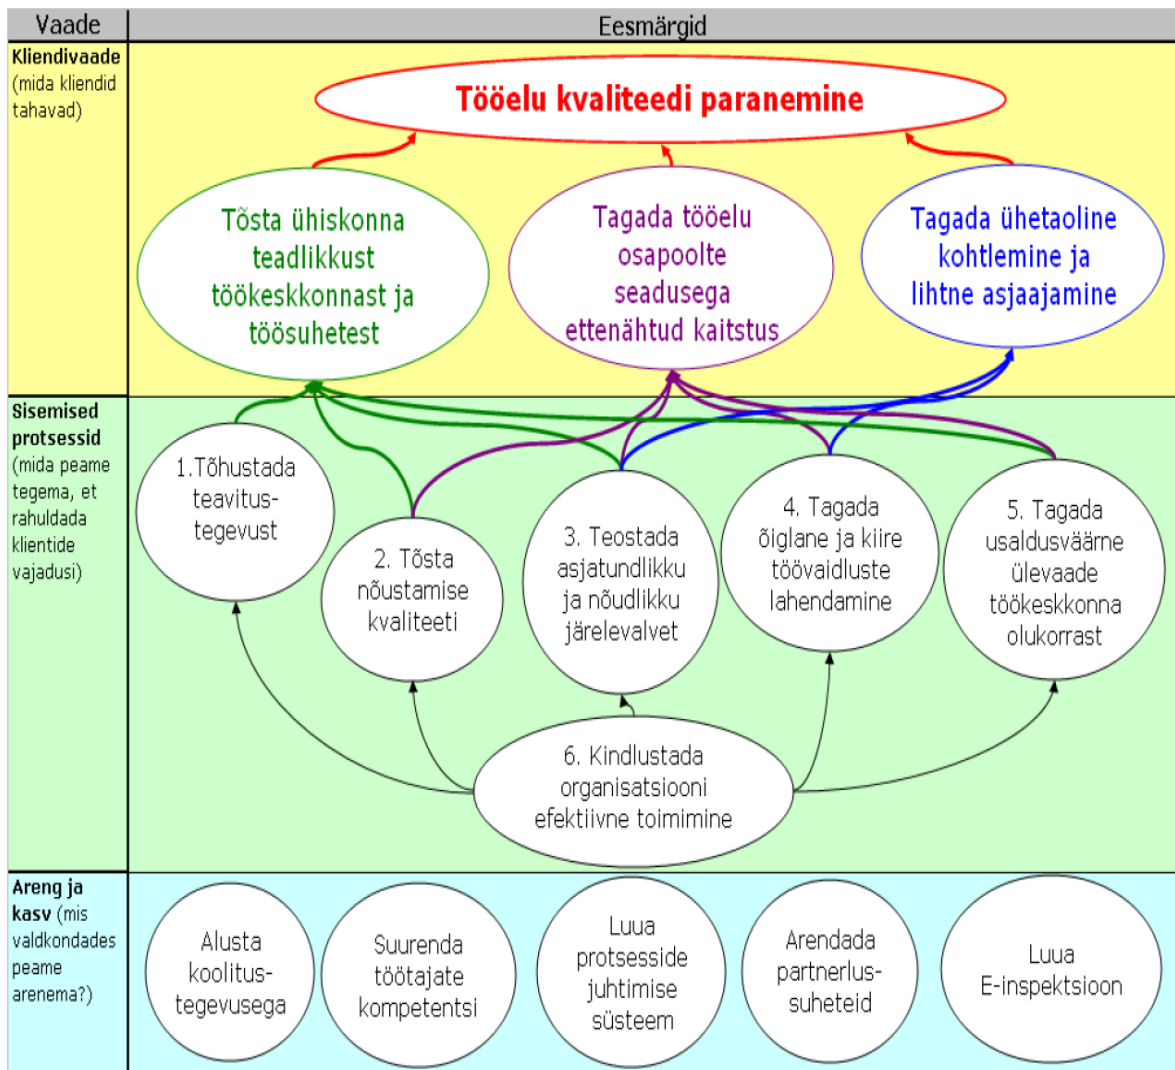 Vaade
Eesmärgid
Kliendivaade
(mida kliendid
tahavad)
Tööelu kvaliteedi paranemine
Tõsta ühiskonna
teadlikkust
töökeskkonnast ja
töösuhetest
Tagada tööelu
osapoolte
seadusega
ettenähtud kaitstus
Tagada ühetaoline
kohtlemine ja
lihtne asjaajamine
Sisemised
protsessid
(mida peame
tegema, et
rahuldada
klientide
vajadusi)
1.Tõhustada
teavitus-
tegevust
2. Tõsta
nõustamise
kvaliteeti
3. Teostada
asjatundlikku
ja nõudlikku
järelevalvet
4. Tagada
õiglane ja kiire
töövaidluste
lahendamine
5. Tagada
usaldusväärne
ülevaade
töökeskkonna
olukorrast
6. Kindlustada
organisatsiooni
efektiivne toimimine
Areng ja
kasv (mis
valdkondades
peame
arenema?)
Alusta
koolitus-
tegevusega
Suurenda
töötajate
kompetentsi
Luua
protsesside
juhtimise
süsteem
Arendada
partnerlus-
suheteid
Luua
E-inspektsioon